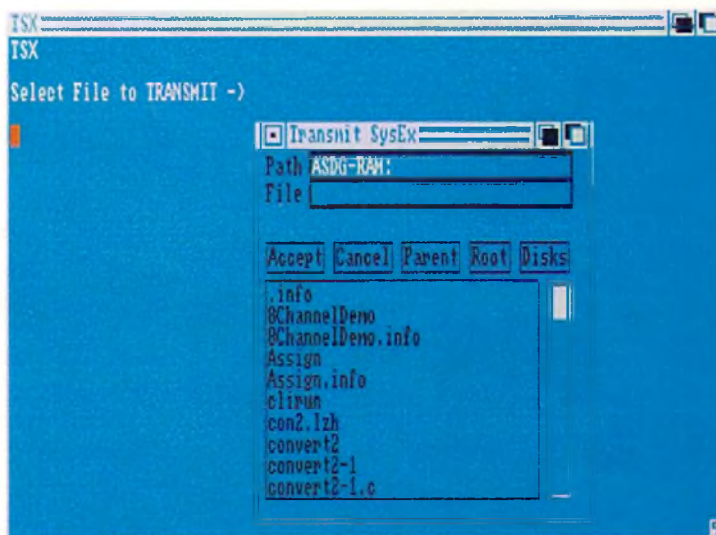 TSX
TSX
Select File to TRANSMIT ->
Transmit SysEx
Path ASDG-RAM:
File
Accept Cancel Parent Root Disks
.info
8ChannelDemo
8ChannelDemo.info
Assign
Assign.info
clirun
con2.lzh
convert2
convert2-1
convert2-1.c